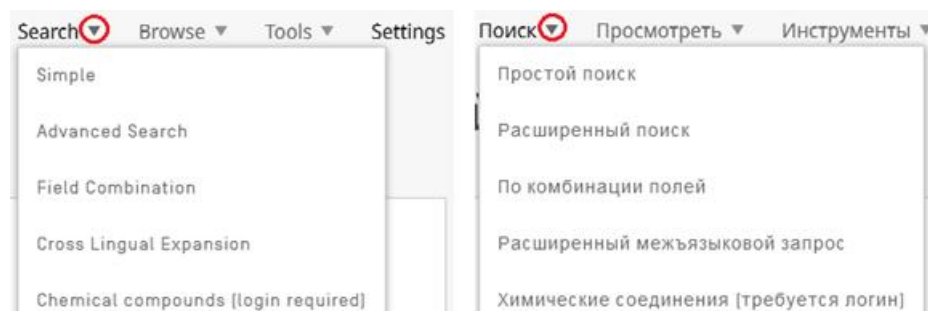 Search ▼ Browse ▼ Tools ▼ Settings
Simple
Advanced Search
Field Combination
Cross Lingual Expansion
Chemical compounds (login required)
Поиск ▼ Просмотреть ▼ Инструменты ▼
Простой поиск
Расширенный поиск
По комбинации полей
Расширенный межъязыковой запрос
Химические соединения (требуется логин)